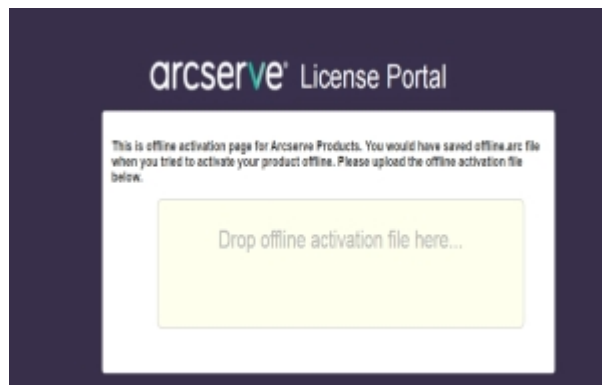 arcserve® License Portal
This is offline activation page for Arcserve Products. You would have saved offline.arc file
when you tried to activate your product offline. Please upload the offline activation file
below.
Drop offline activation file here...